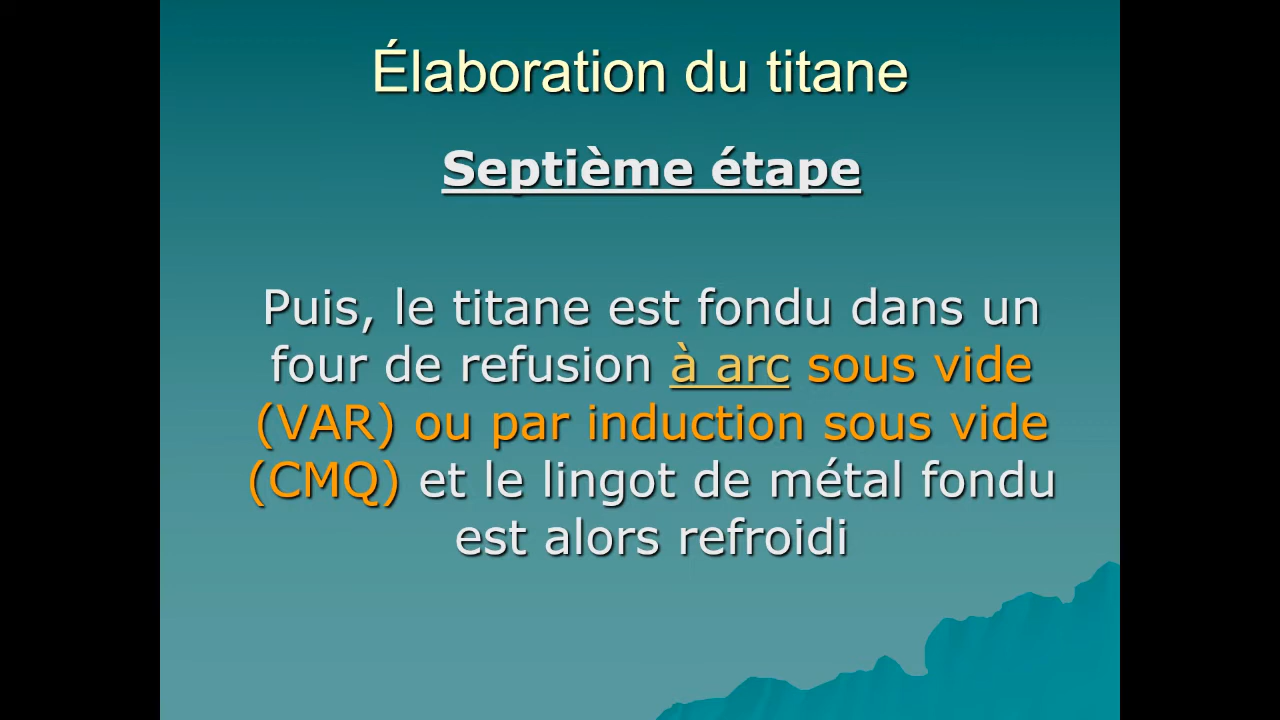 Élaboration du titane
Septième étape
Puis, le titane est fondu dans un
four de refusion à arc sous vide
(VAR) ou par induction sous vide
(CMQ) et le lingot de métal fondu
est alors refroidi